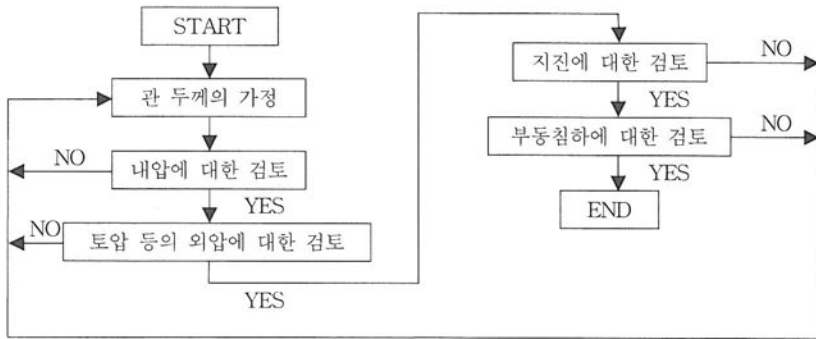 START
관 두께의 가정
NO
내압에 대한 검토
YES
NO
토압 등의 외압에 대한 검토
YES
지진에 대한 검토
NO
YES
부동침하에 대한 검토
NO
YES
END